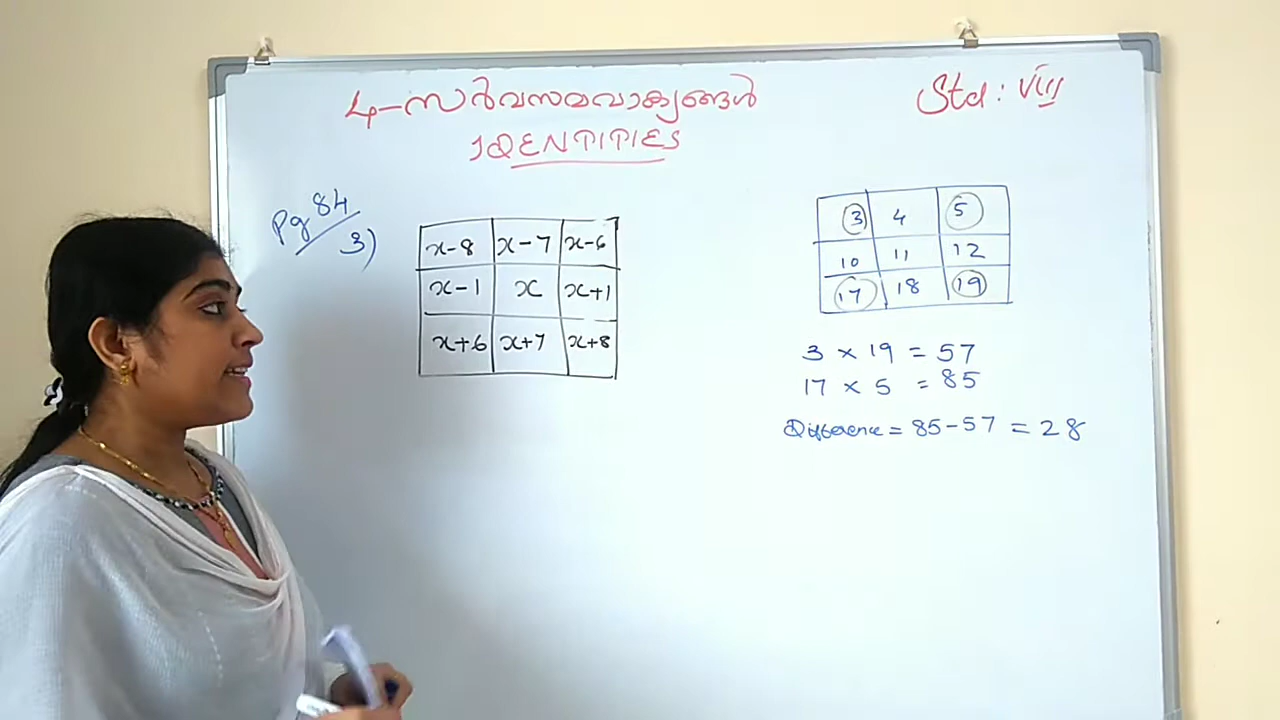 4-സർവസമവാക്യങ്ങൾ
IDENTITIES
Std: VIII
Pg 84
3)
x-8 x-7 x-6
x-1 x x+1
x+6 x+7 x+8
3 4 5
10 11 12
17 18 19
3 × 19 = 57
17 × 5 = 85
Difference = 85-57 = 28